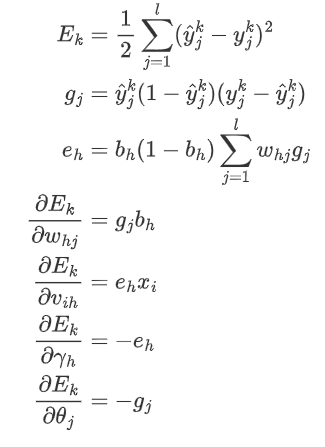 E_k = \frac{1}{2} \sum_{j=1}^{l} (\hat{y}_j^k - y_j^k)^2
g_j = \hat{y}_j^k (1 - \hat{y}_j^k)(y_j^k - \hat{y}_j^k)
e_h = b_h (1 - b_h) \sum_{j=1}^{l} w_{hj} g_j
\frac{\partial E_k}{\partial w_{hj}} = g_j b_h
\frac{\partial E_k}{\partial v_{ih}} = e_h x_i
\frac{\partial E_k}{\partial \gamma_h} = -e_h
\frac{\partial E_k}{\partial \theta_j} = -g_j